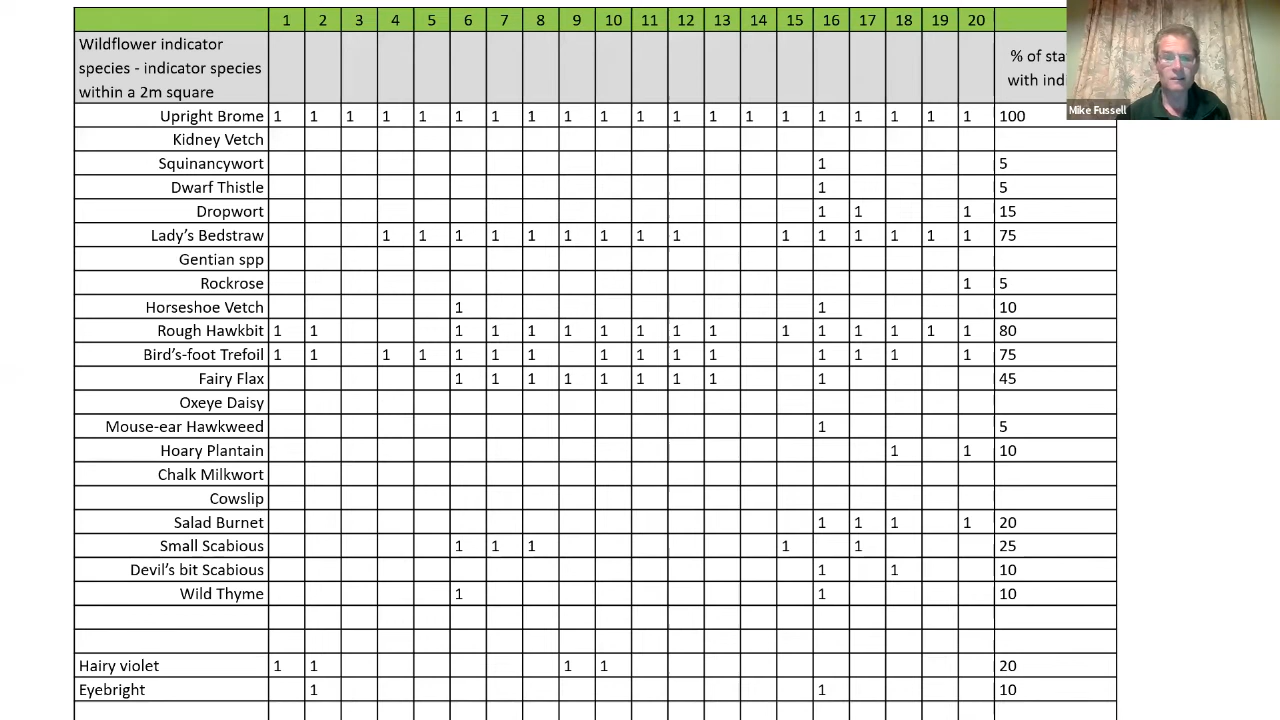 1 2 3 4 5 6 7 8 9 10 11 12 13 14 15 16 17 18 19 20
Wildflower indicator
species - indicator species
within a 2m square
% of
with
Mike Fussell
Upright Brome 1 1 1 1 1 1 1 1 1 1 1 1 1 1 1 1 1 1 1 1 100
Kidney Vetch
Squinancywort 1 5
Dwarf Thistle 1 5
Dropwort 1 1 1 15
Lady's Bedstraw 1 1 1 1 1 1 1 1 1 1 1 1 1 1 1 75
Gentian spp
Rockrose 1 5
Horseshoe Vetch 1 1 10
Rough Hawkbit 1 1 1 1 1 1 1 1 1 1 1 1 1 1 1 1 80
Bird's-foot Trefoil 1 1 1 1 1 1 1 1 1 1 1 1 1 1 1 75
Fairy Flax 1 1 1 1 1 1 1 1 1 45
Oxeye Daisy
Mouse-ear Hawkweed 1 5
Hoary Plantain 1 1 10
Chalk Milkwort
Cowslip
Salad Burnet 1 1 1 1 20
Small Scabious 1 1 1 1 1 25
Devil's bit Scabious 1 1 10
Wild Thyme 1 1 10
Hairy violet 1 1 1 1 20
Eyebright 1 1 10